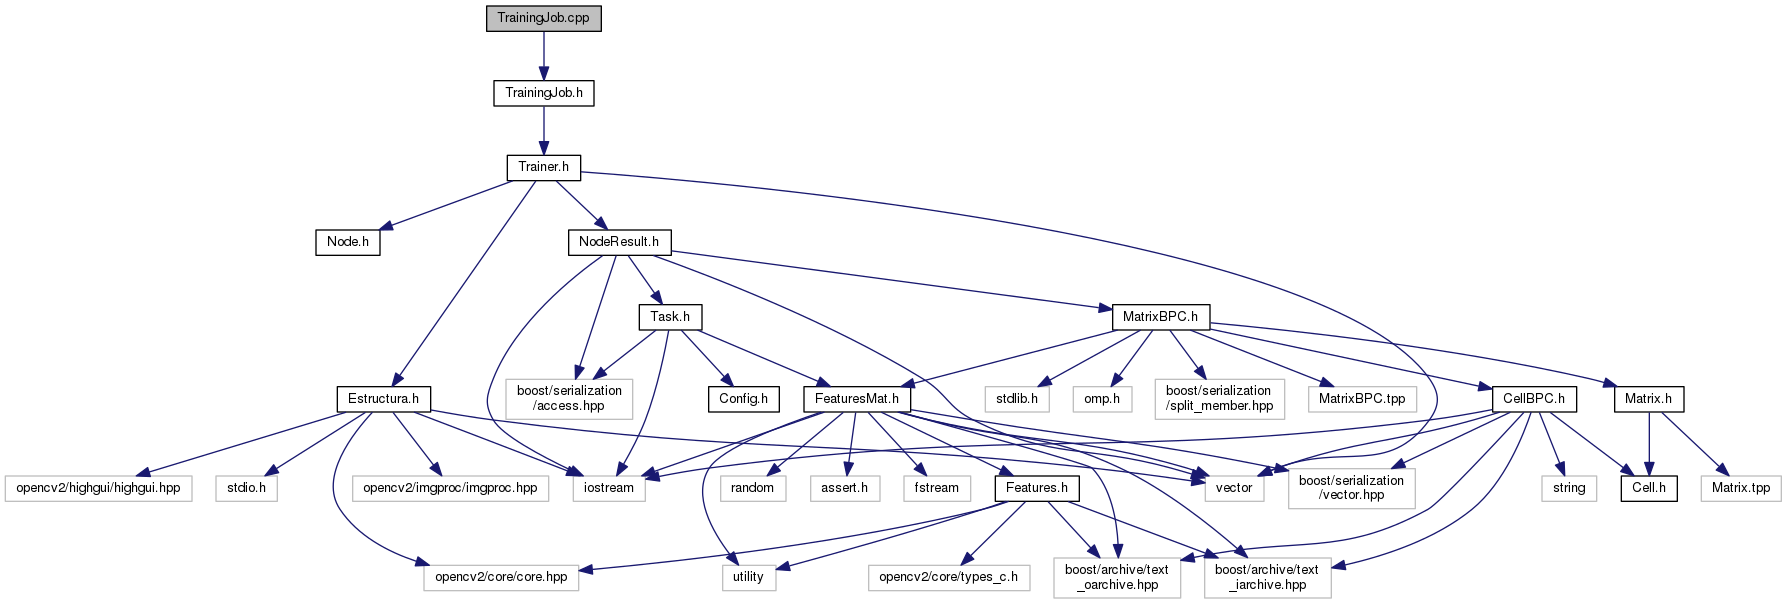 TrainingJob.cpp
TrainingJob.h
Trainer.h
Node.h
NodeResult.h
Task.h
MatrixBPC.h
Estructura.h
boost/serialization
/access.hpp
Config.h
FeaturesMat.h
stdlib.h
omp.h
boost/serialization
/split_member.hpp
MatrixBPC.tpp
CellBPC.h
Matrix.h
opencv2/highgui/highgui.hpp
stdio.h
opencv2/imgproc/imgproc.hpp
iostream
random
assert.h
fstream
Features.h
vector
boost/serialization
/vector.hpp
string
Cell.h
Matrix.tpp
opencv2/core/core.hpp
utility
opencv2/core/types_c.h
boost/archive/text
_oarchive.hpp
boost/archive/text
_iarchive.hpp